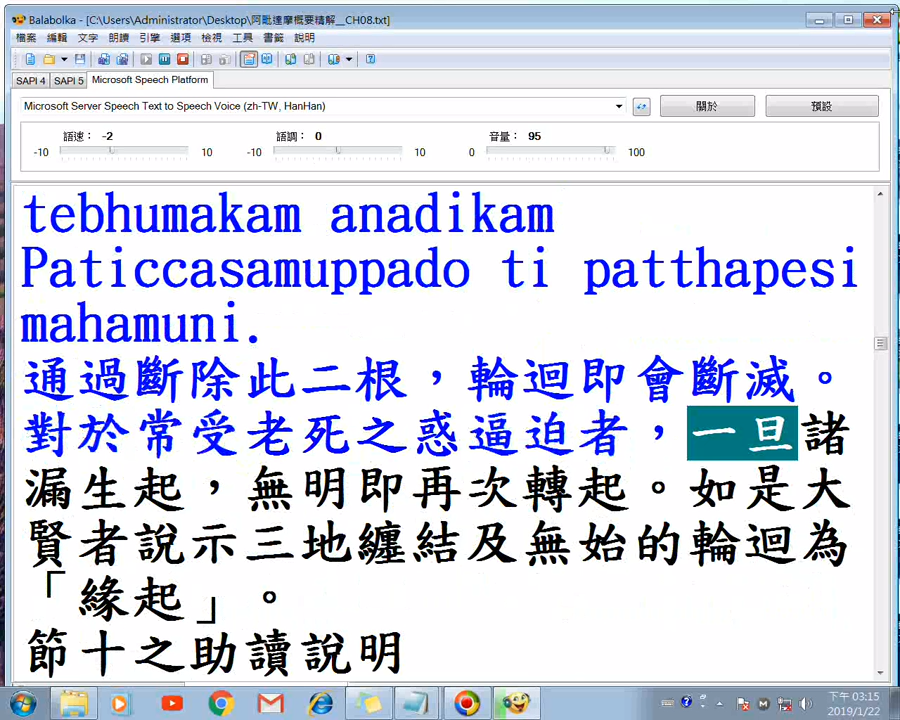 Balabolka - [C:\Users\Administrator\Desktop\阿毗達摩概要精解__CH08.txt]
檔案 編輯 文字 朗讀 引擎 選項 檢視 工具 書籤 說明
SAPI 4 SAPI 5 Microsoft Speech Platform
Microsoft Server Speech Text to Speech Voice (zh-TW, HanHan) 關於 預設
語速： -2 語調： 0 音量： 95
-10 10 -10 10 0 100
tebhumakam anadikam
Paticcasamuppado ti patthapesi
mahamuni.
通過斷除此二根，輪迴即會斷滅。
對於常受老死之惑逼迫者，一旦諸
漏生起，無明即再次轉起。如是大
賢者說示三地纏結及無始的輪迴為
「緣起」。
節十之助讀說明
下午 03:15
2019/1/22